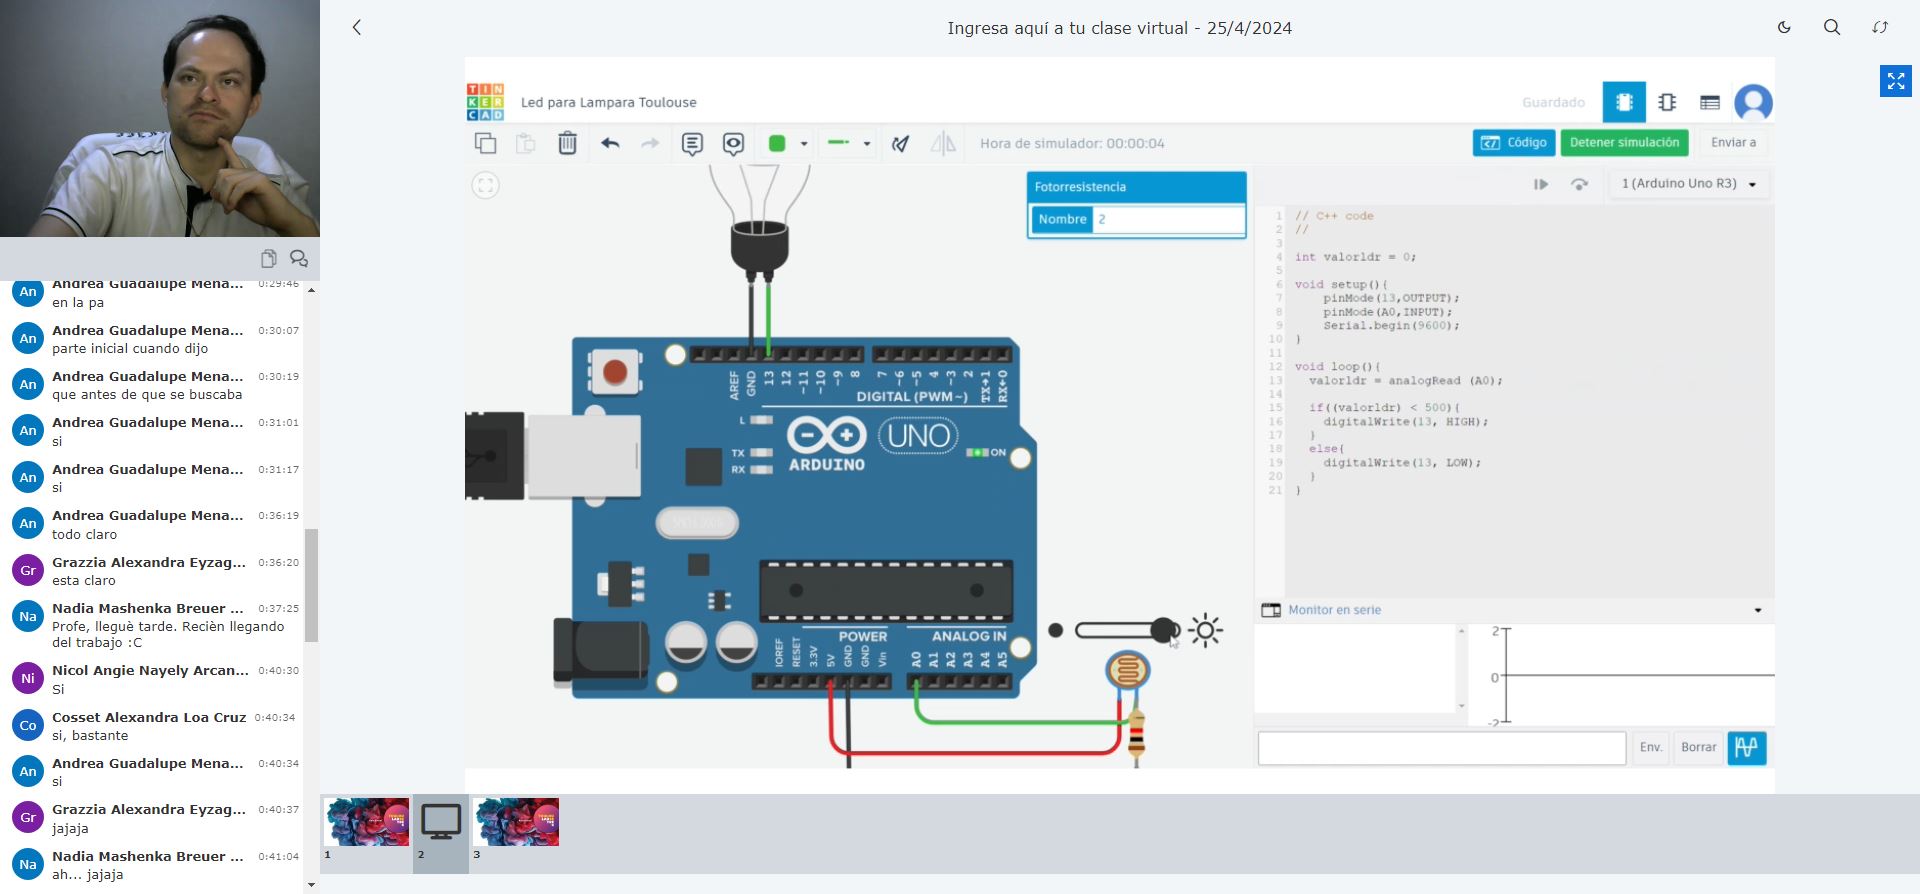 Ingresa aquí a tu clase virtual - 25/4/2024
Andrea Guadalupe Mena... 0:29:46
An
en la pa
Andrea Guadalupe Mena... 0:30:07
An
parte inicial cuando dijo
Andrea Guadalupe Mena... 0:30:19
An
que antes de que se buscaba
Andrea Guadalupe Mena... 0:31:01
An
si
Andrea Guadalupe Mena... 0:31:17
An
si
Andrea Guadalupe Mena... 0:36:19
An
todo claro
Grazzia Alexandra Eyzag... 0:36:20
Gr
esta claro
Nadia Mashenka Breuer ... 0:37:25
Na
Profe, lleguè tarde. Recièn llegando
del trabajo :C
Nicol Angie Nayely Arcan... 0:40:30
Ni
Si
Cosset Alexandra Loa Cruz 0:40:34
Co
si, bastante
Andrea Guadalupe Mena... 0:40:34
An
si
Grazzia Alexandra Eyzag... 0:40:37
Gr
jajaja
Nadia Mashenka Breuer ... 0:41:04
Na
ah... jajaja
TIN
KER
CAD
Led para Lampara Toulouse
Guardado
Hora de simulador: 00:00:04
Código
Detener simulación
Enviar a
Fotorresistencia
Nombre 2
AREF
GND
13
12
~11
~10
~9
8
7
~6
~5
4
~3
2
TX→1
RX←0
DIGITAL (PWM~)
L
TX
RX
UNO
ARDUINO
ON
POWER
ANALOG IN
IOREF
RESET
3.3V
5V
GND
GND
Vin
A0
A1
A2
A3
A4
A5
1 (Arduino Uno R3)
1 // C++ code
2 //
3
4 int valorldr = 0;
5
6 void setup(){
7 pinMode(13,OUTPUT);
8 pinMode(A0,INPUT);
9 Serial.begin(9600);
10 }
11
12 void loop(){
13 valorldr = analogRead (A0);
14
15 if((valorldr) < 500){
16 digitalWrite(13, HIGH);
17 }
18 else{
19 digitalWrite(13, LOW);
20 }
21 }
Monitor en serie
2
0
-2
Env.
Borrar
1
2
3